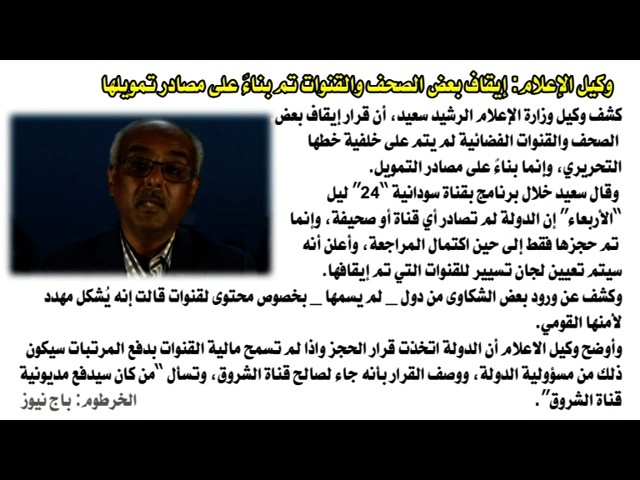 وكيل الإعلام: إيقاف بعض الصحف والقنوات تم بناءً على مصادر تمويلها
كشف وكيل وزارة الإعلام الرشيد سعيد، أن قرار إيقاف بعض
الصحف والقنوات الفضائية لم يتم على خلفية خطها
التحريري، وإنما بناءً على مصادر التمويل.
وقال سعيد خلال برنامج بقناة سودانية “24” ليل
“الأربعاء” إن الدولة لم تصادر أي قناة أو صحيفة، وإنما
تم حجزها فقط إلى حين اكتمال المراجعة، وأعلن أنه
سيتم تعيين لجان تسيير للقنوات التي تم إيقافها.
وكشف عن ورود بعض الشكاوى من دول _ لم يسمها _ بخصوص محتوى لقنوات قالت إنه يُشكل مهدد
لأمنها القومي.
وأوضح وكيل الاعلام أن الدولة اتخذت قرار الحجز واذا لم تسمح مالية القنوات بدفع المرتبات سيكون
ذلك من مسؤولية الدولة، ووصف القرار بأنه جاء لصالح قناة الشروق، وتسأل “من كان سيدفع مديونية
قناة الشروق”.
الخرطوم: باج نيوز